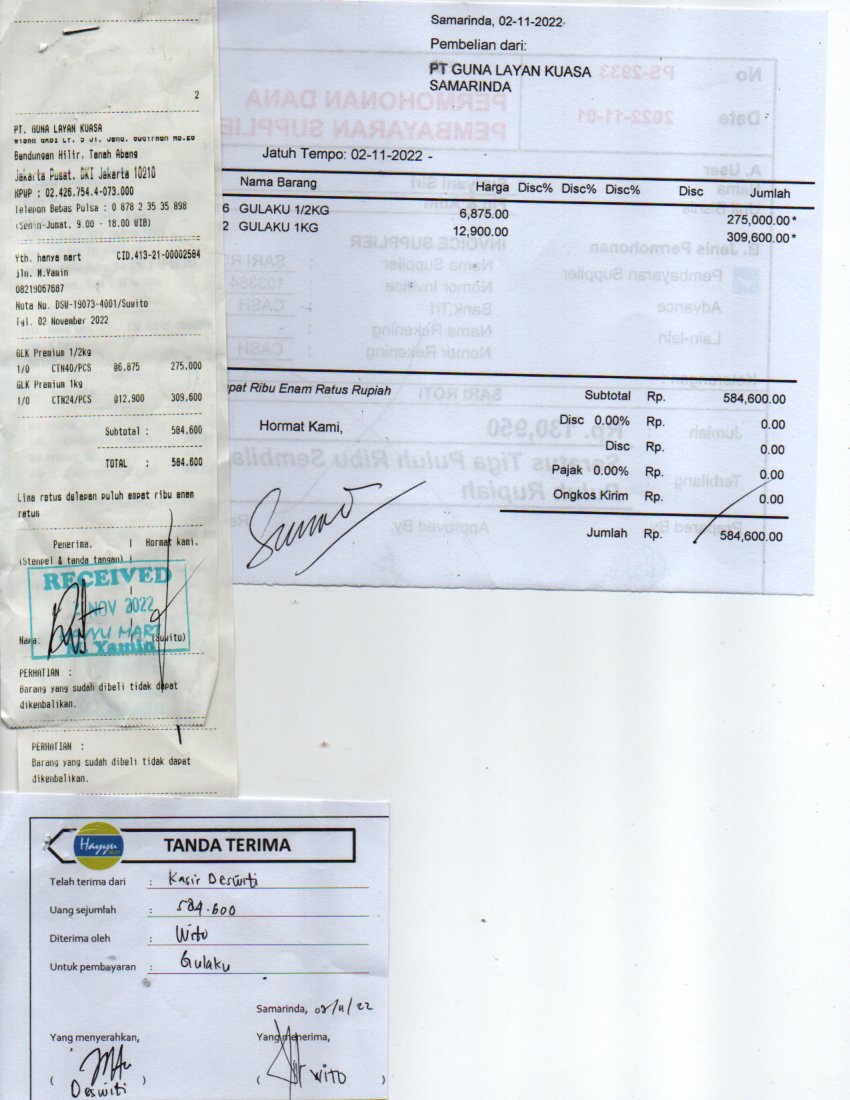 2
PT. GUNA LAYAN KUASA
Bendungan Hilir. Tanah Abang
Jakarta Pusat. DKI Jakarta 10210
NPWP : 02.426.754.4-073.000
Telepon Bebas Pulsa : 0 878 2 35 35 898
(Senin-Jumat, 9.00 - 18.00 WIB)
Yth. hanya mart CID.413-21-00002584
jln. M.Yamin
08219067687
Nota No. DSW-19073-4001/Suwito
Tgl. 02 November 2022
GLK Premium 1/2kg
1/0 CTN40/PCS @6,875 275.000
GLK Premium 1kg
1/0 CTN24/PCS @12,900 309,600
Subtotal : 584,600
TOTAL : 584,600
Lima ratus delapan puluh empat ribu enam
ratus
Penerima, | Hormat kami,
(Stempel & tanda tangan) |
RECEIVED
NOV 2022
HAYYU MART
M. Yamin
Nama: (Suwito)
PERHATIAN :
Barang yang sudah dibeli tidak dapat
dikembalikan.
PERHATIAN :
Barang yang sudah dibeli tidak dapat
dikembalikan.
Samarinda, 02-11-2022
Pembelian dari:
PT GUNA LAYAN KUASA
SAMARINDA
Jatuh Tempo: 02-11-2022 -
Nama Barang Harga Disc% Disc% Disc% Disc Jumlah
6 GULAKU 1/2KG 6,875.00 275,000.00 *
2 GULAKU 1KG 12,900.00 309,600.00 *
pat Ribu Enam Ratus Rupiah
Subtotal Rp. 584,600.00
Disc 0.00% Rp. 0.00
Disc Rp. 0.00
Pajak 0.00% Rp. 0.00
Ongkos Kirim Rp. 0.00
Jumlah Rp. 584,600.00
Hormat Kami,
Hayyu
TANDA TERIMA
Telah terima dari : Kasir Deswiti
Uang sejumlah : 584.600
Diterima oleh : Wito
Untuk pembayaran : Gulaku
Samarinda, 02/11/22
Yang menyerahkan, Yang menerima,
( Deswiti ) ( Wito )